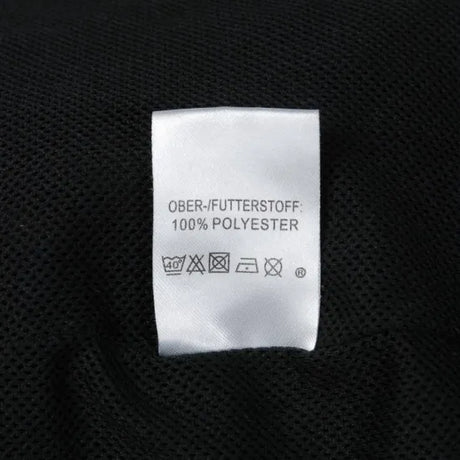 OBER-/FUTTERSTOFF:
100% POLYESTER
40° ®